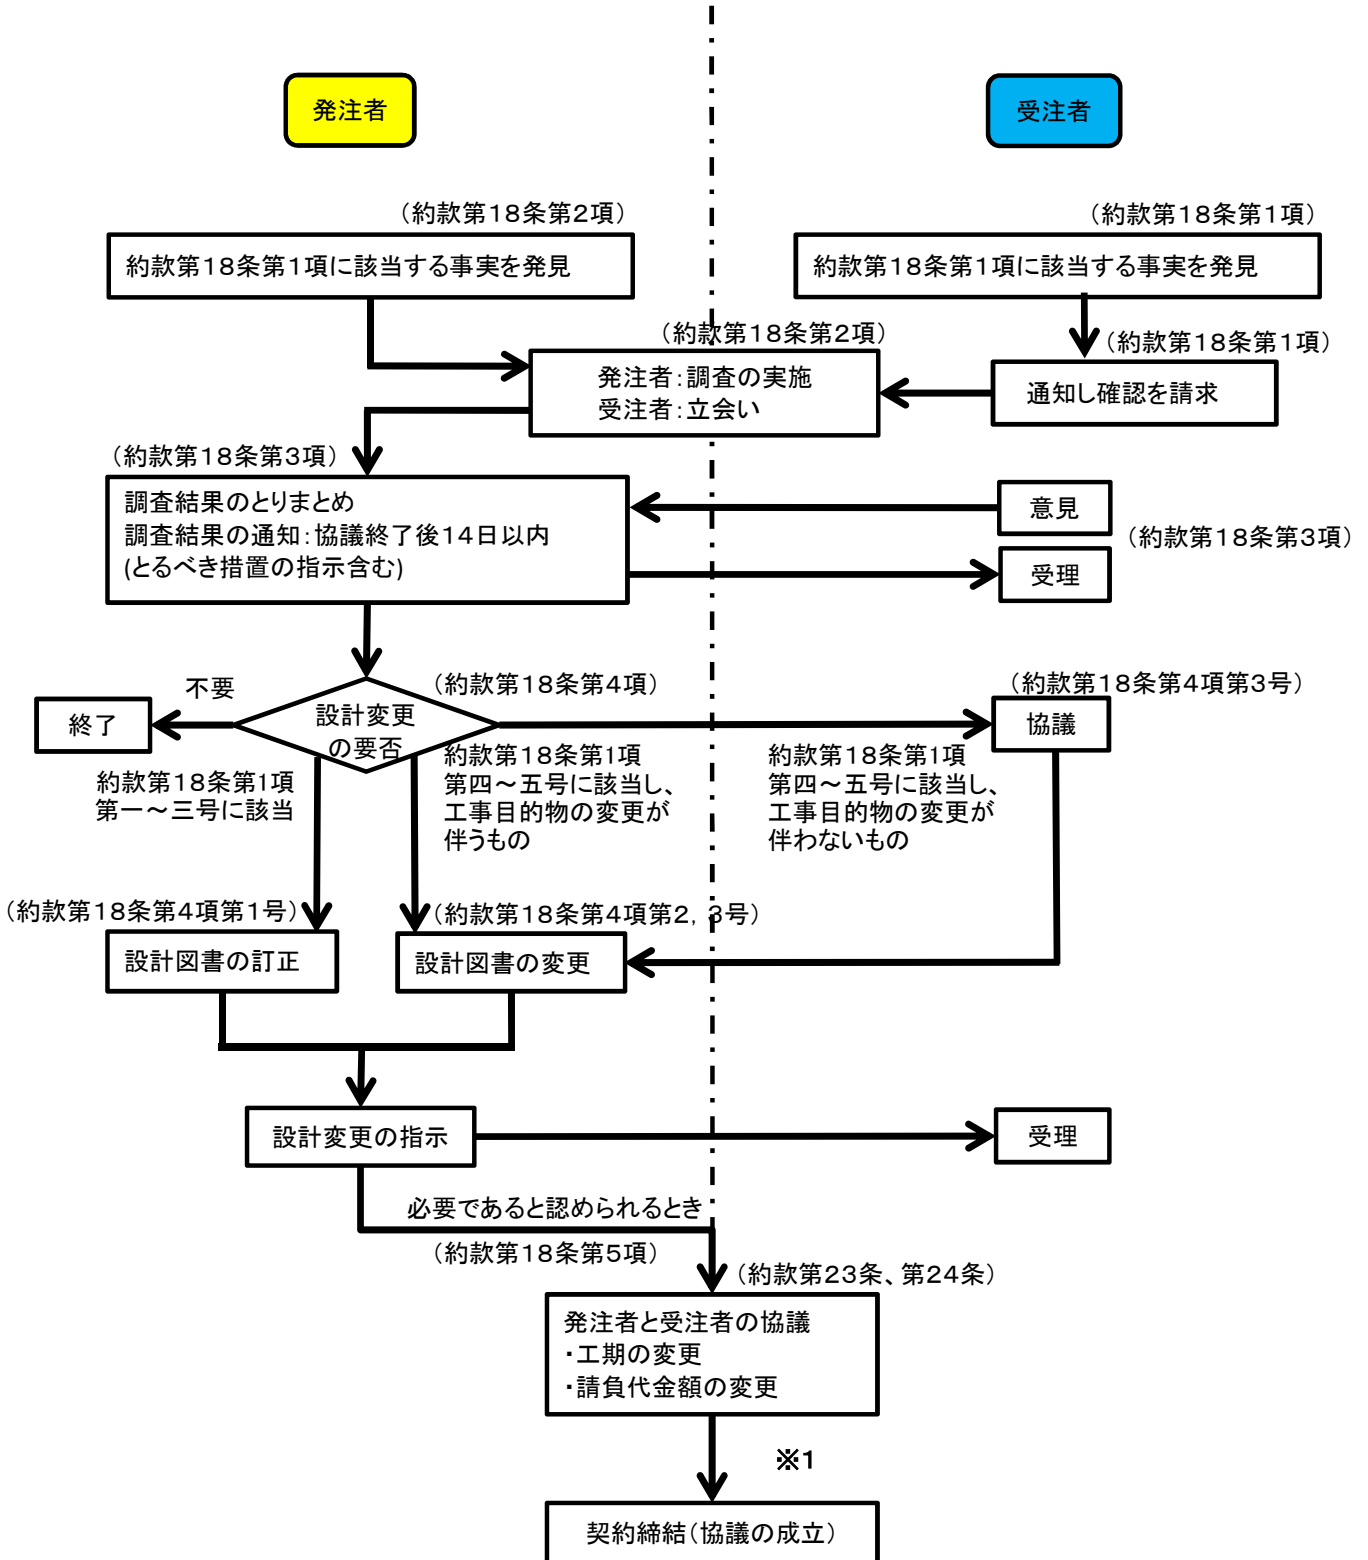 発注者
受注者
（約款第１８条第２項）
（約款第１８条第１項）
約款第１８条第１項に該当する事実を発見
約款第１８条第１項に該当する事実を発見
（約款第１８条第２項）
（約款第１８条第１項）
発注者：調査の実施
受注者：立会い
通知し確認を請求
（約款第１８条第３項）
調査結果のとりまとめ
調査結果の通知：協議終了後１４日以内
(とるべき措置の指示含む)
意見
（約款第１８条第３項）
受理
不要
（約款第１８条第４項）
（約款第１８条第４項第３号）
終了
設計変更
の要否
協議
約款第１８条第１項
第一～三号に該当
約款第１８条第１項
第四～五号に該当し、
工事目的物の変更が
伴うもの
約款第１８条第１項
第四～五号に該当し、
工事目的物の変更が
伴わないもの
（約款第１８条第４項第１号）
（約款第１８条第４項第２，３号）
設計図書の訂正
設計図書の変更
設計変更の指示
受理
必要であると認められるとき
（約款第１８条第５項）
（約款第２３条、第２４条）
発注者と受注者の協議
・工期の変更
・請負代金額の変更
※１
契約締結（協議の成立）